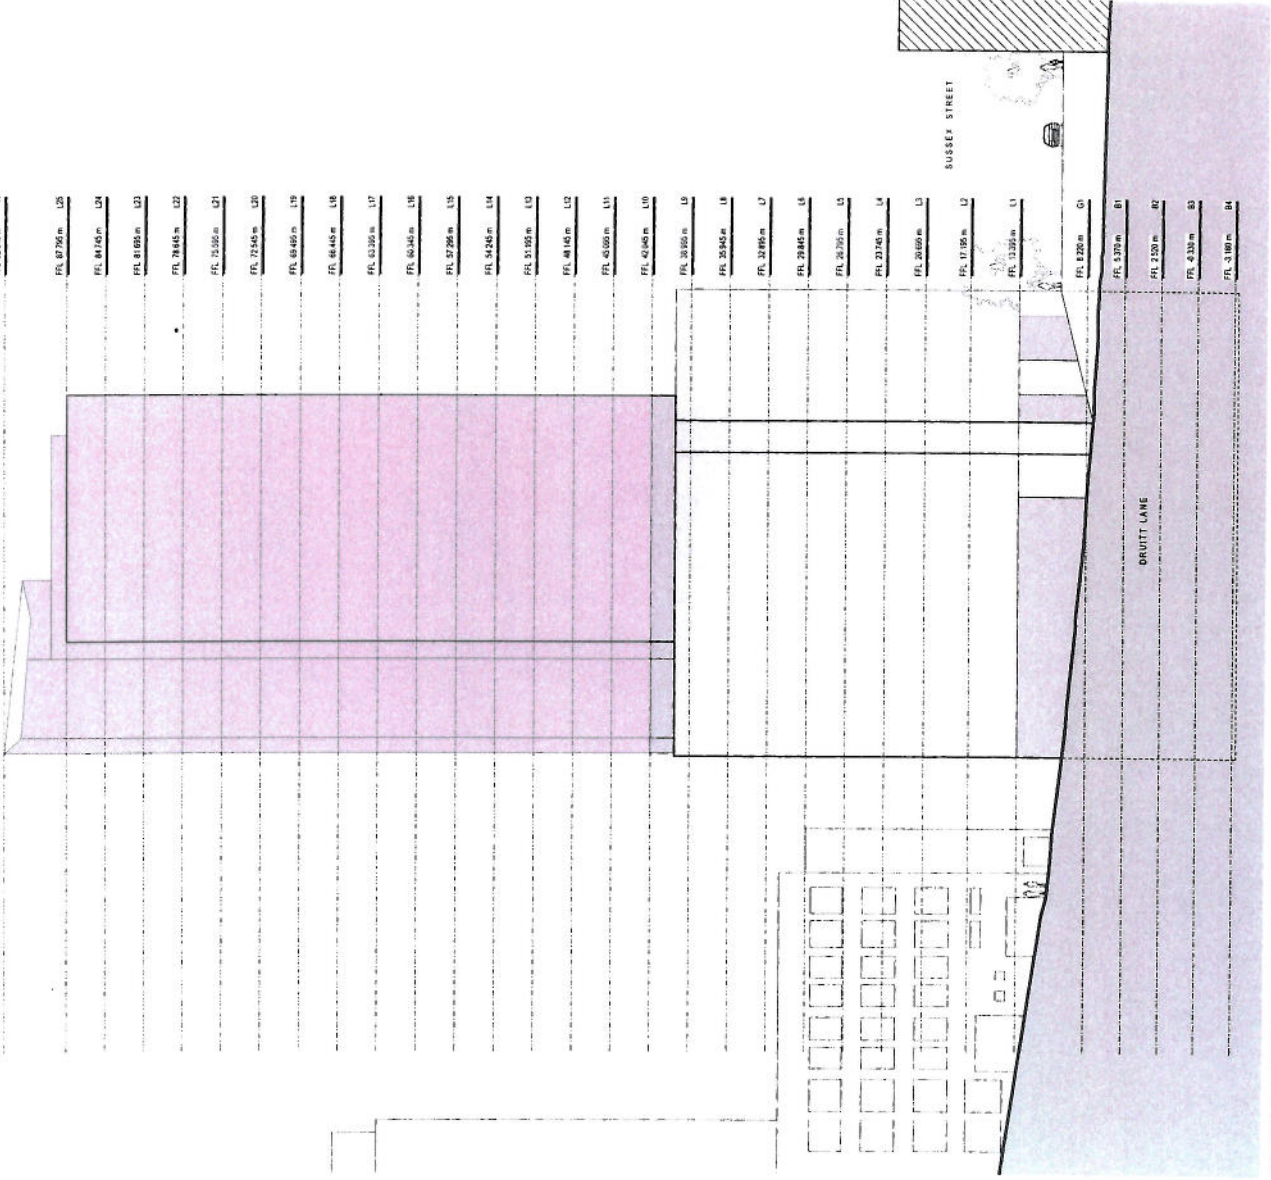 FFL 87.795 m L25
FFL 84.745 m L24
FFL 81.695 m L23
FFL 78.645 m L22
FFL 75.595 m L21
FFL 72.545 m L20
FFL 69.495 m L19
FFL 66.445 m L18
FFL 63.395 m L17
FFL 60.345 m L16
FFL 57.295 m L15
FFL 54.245 m L14
FFL 51.195 m L13
FFL 48.145 m L12
FFL 45.095 m L11
FFL 42.045 m L10
FFL 38.995 m L9
FFL 35.945 m L8
FFL 32.895 m L7
FFL 29.845 m L6
FFL 26.795 m L5
FFL 23.745 m L4
FFL 20.695 m L3
SUSSEX STREET
FFL 17.195 m L2
FFL 13.395 m L1
FFL 8.220 m G1
FFL 5.370 m B1
DRUITT LANE
FFL 2.520 m B2
FFL -0.330 m B3
FFL -3.180 m B4